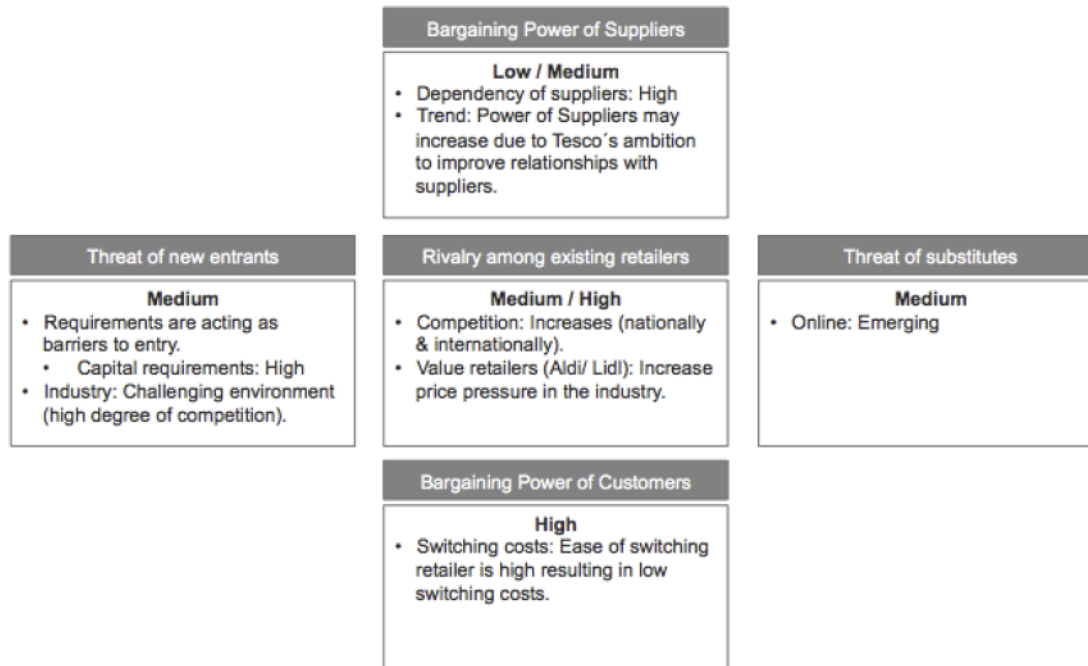 Bargaining Power of Suppliers
Low / Medium
• Dependency of suppliers: High
• Trend: Power of Suppliers may
increase due to Tesco´s ambition
to improve relationships with
suppliers.
Threat of new entrants
Medium
• Requirements are acting as
barriers to entry.
• Capital requirements: High
• Industry: Challenging environment
(high degree of competition).
Rivalry among existing retailers
Medium / High
• Competition: Increases (nationally
& internationally).
• Value retailers (Aldi/ Lidl): Increase
price pressure in the industry.
Threat of substitutes
Medium
• Online: Emerging
Bargaining Power of Customers
High
• Switching costs: Ease of switching
retailer is high resulting in low
switching costs.